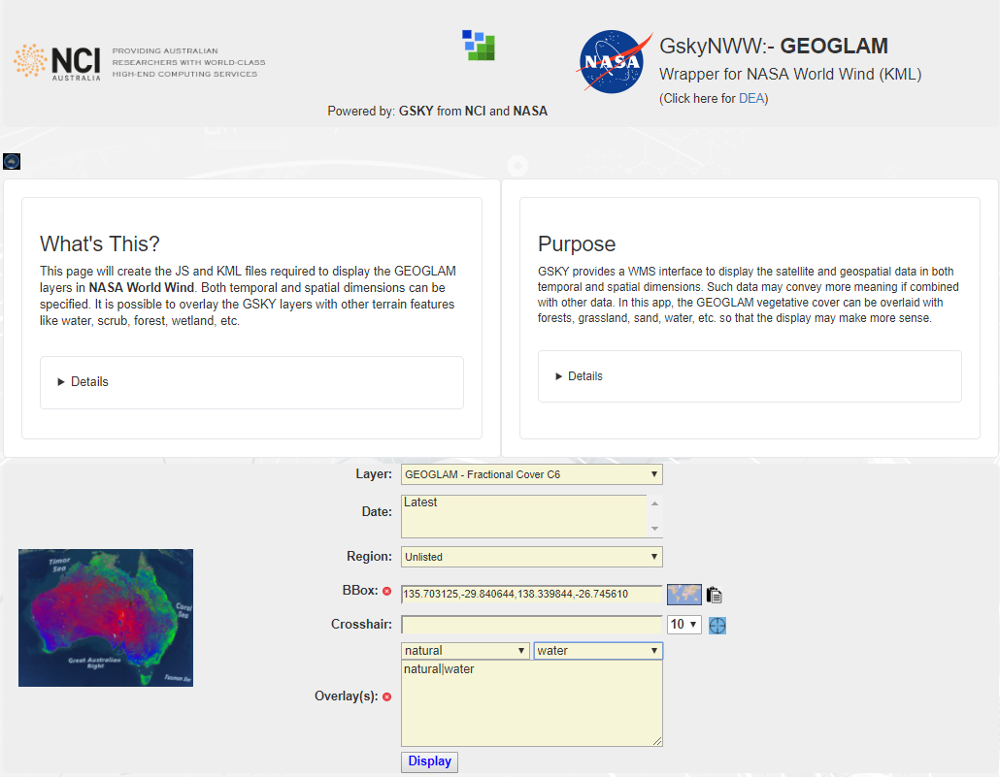 NCI
AUSTRALIA
PROVIDING AUSTRALIAN
RESEARCHERS WITH WORLD-CLASS
HIGH-END COMPUTING SERVICES
Powered by: GSKY from NCI and NASA
NASA
GskyNWW:- GEOGLAM
Wrapper for NASA World Wind (KML)
(Click here for DEA)
What's This?
This page will create the JS and KML files required to display the GEOGLAM
layers in NASA World Wind. Both temporal and spatial dimensions can be
specified. It is possible to overlay the GSKY layers with other terrain features
like water, scrub, forest, wetland, etc.
Details
Purpose
GSKY provides a WMS interface to display the satellite and geospatial data in both
temporal and spatial dimensions. Such data may convey more meaning if combined
with other data. In this app, the GEOGLAM vegetative cover can be overlaid with
forests, grassland, sand, water, etc. so that the display may make more sense.
Details
Layer: GEOGLAM - Fractional Cover C6
Date: Latest
Region: Unlisted
BBox: 135.703125,-29.840644,138.339844,-26.745610
Crosshair: 10
natural water
Overlay(s): natural|water
Display
Timor
Sea
Coral
Sea
Great Australian
Bight
Tasman